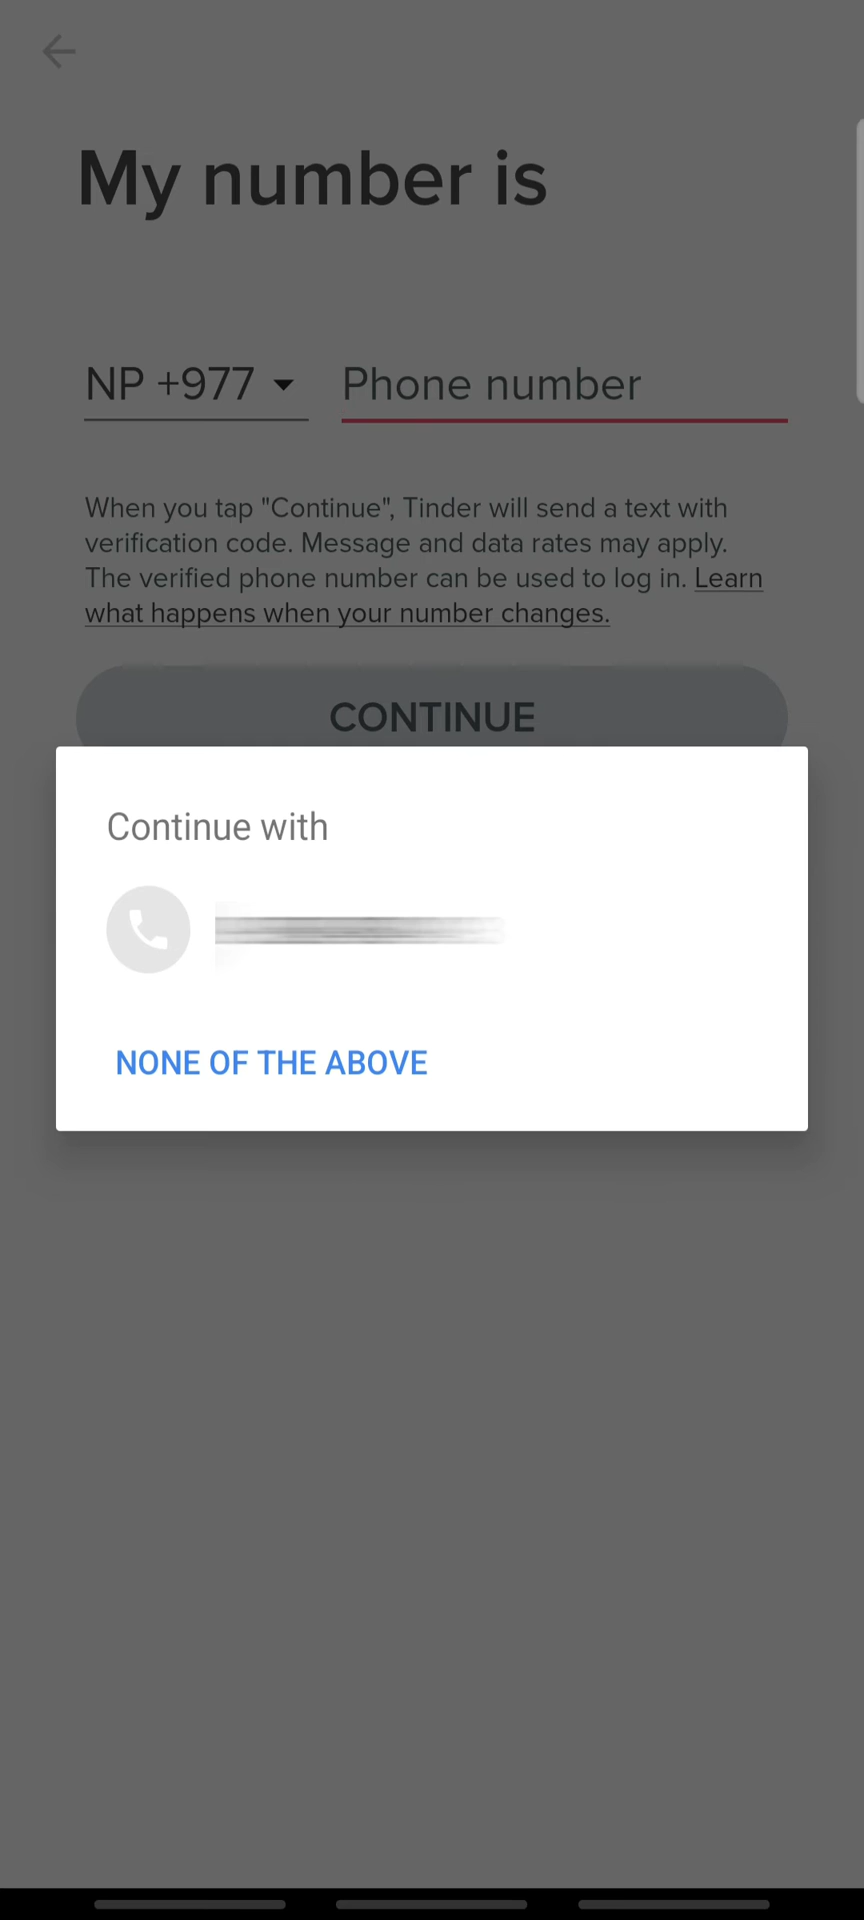 My number is
NP +977 Phone number
When you tap "Continue", Tinder will send a text with
verification code. Message and data rates may apply.
The verified phone number can be used to log in. Learn
what happens when your number changes.
CONTINUE
Continue with
NONE OF THE ABOVE